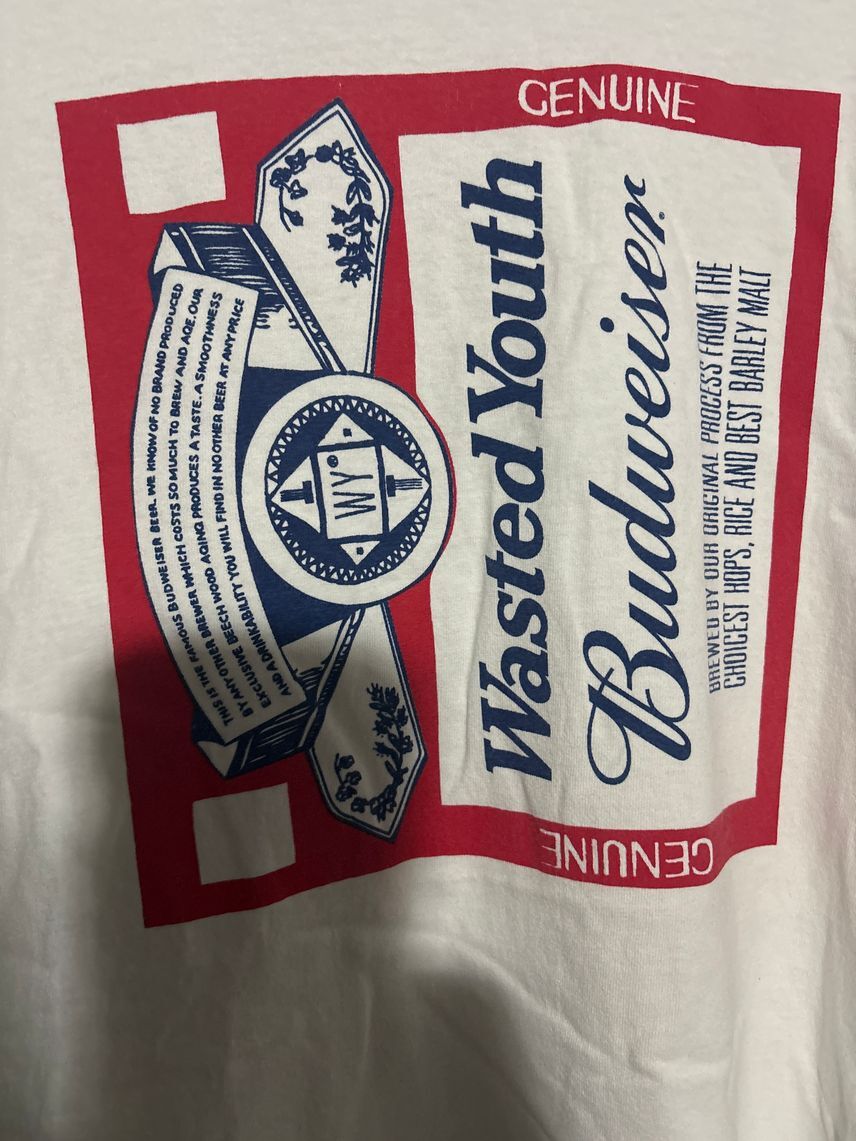 GENUINE
THIS IS THE FAMOUS BUDWEISER BEER. WE KNOW OF NO BRAND PRODUCED
BY ANY OTHER BREWER WHICH COSTS SO MUCH TO BREW AND AGE. OUR
EXCLUSIVE BEECH WOOD AGING PRODUCES A TASTE. A SMOOTHNESS
AND A DRINKABILITY YOU WILL FIND IN NO OTHER BEER AT ANY PRICE
WY®
Wasted Youth
Budweiser
BREWED BY OUR ORIGINAL PROCESS FROM THE
CHOICEST HOPS, RICE AND BEST BARLEY MALT
GENUINE